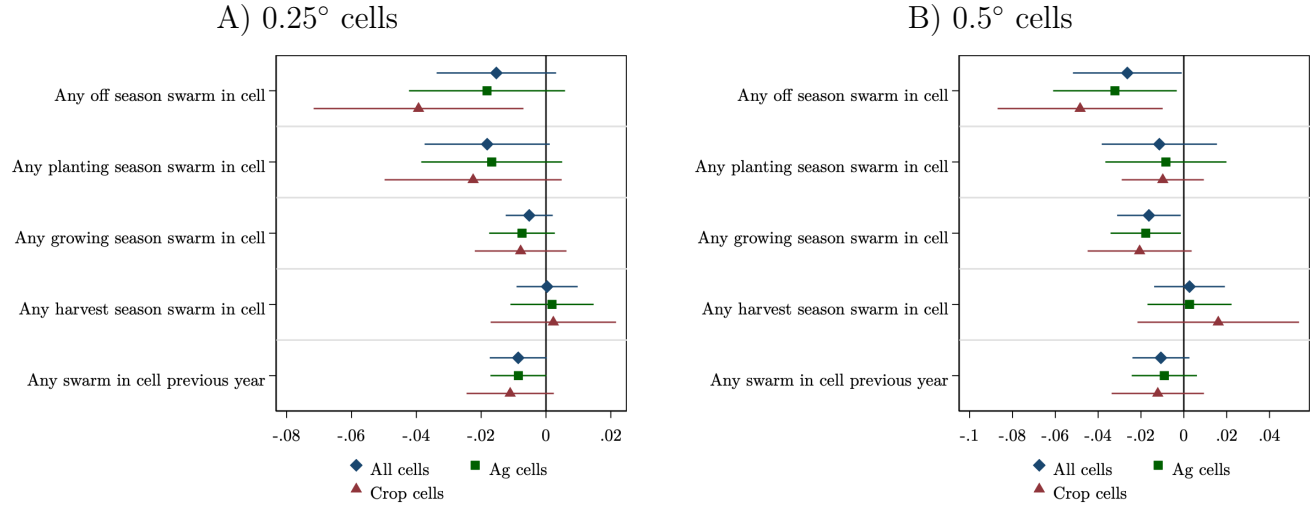 A) 0.25° cells
Any off season swarm in cell
Any planting season swarm in cell
Any growing season swarm in cell
Any harvest season swarm in cell
Any swarm in cell previous year
-.08 -.06 -.04 -.02 0 .02
All cells Ag cells
Crop cells
B) 0.5° cells
Any off season swarm in cell
Any planting season swarm in cell
Any growing season swarm in cell
Any harvest season swarm in cell
Any swarm in cell previous year
-.1 -.08 -.06 -.04 -.02 0 .02 .04
All cells Ag cells
Crop cells